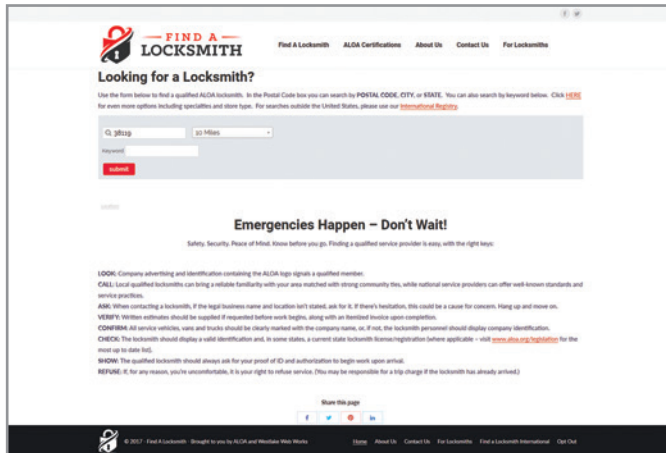 FIND A
LOCKSMITH
Find A Locksmith ALOA Certifications About Us Contact Us For Locksmiths
Looking for a Locksmith?
Use the form below to find a qualified ALOA locksmith. In the Postal Code box you can search by POSTAL CODE, CITY, or STATE. You can also search by keyword below. Click HERE
for even more options including specialties and store type. For searches outside the United States, please use our International Registry.
38119 10 Miles
Keyword
submit
Emergencies Happen – Don't Wait!
Safety. Security. Peace of Mind. Know before you go. Finding a qualified service provider is easy, with the right keys:
LOOK: Company advertising and identification containing the ALOA logo signals a qualified member.
CALL: Local qualified locksmiths can bring a reliable familiarity with your area matched with strong community ties, while national service providers can offer well-known standards and
service practices.
ASK: When contacting a locksmith, if the legal business name and location isn't stated, ask for it. If there's hesitation, this could be a cause for concern. Hang up and move on.
VERIFY: Written estimates should be supplied if requested before work begins, along with an itemized invoice upon completion.
CONFIRM: All service vehicles, vans and trucks should be clearly marked with the company name, or, if not, the locksmith personnel should display company identification.
CHECK: The locksmith should display a valid identification and, in some states, a current state locksmith license/registration (where applicable – visit www.aloa.org/legislation for the
most up to date list).
SHOW: The qualified locksmith should always ask for your proof of ID and authorization to begin work upon arrival.
REFUSE: If, for any reason, you're uncomfortable, it is your right to refuse service. (You may be responsible for a trip charge if the locksmith has already arrived.)
Share this page
© 2017 · Find A Locksmith · Brought to you by ALOA and Westlake Web Works Home About Us Contact Us For Locksmiths Find a Locksmith International Opt Out